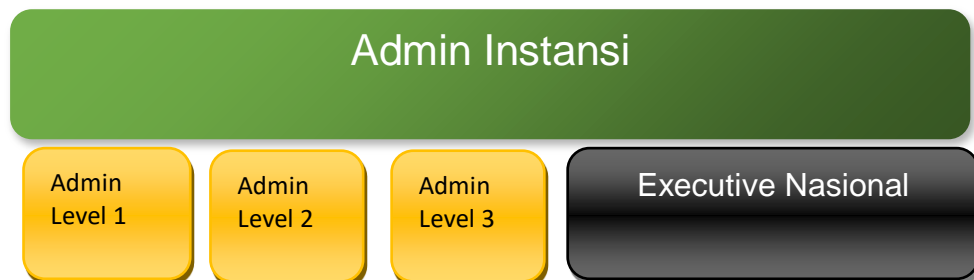 Admin Instansi
Admin
Level 1
Admin
Level 2
Admin
Level 3
Executive Nasional